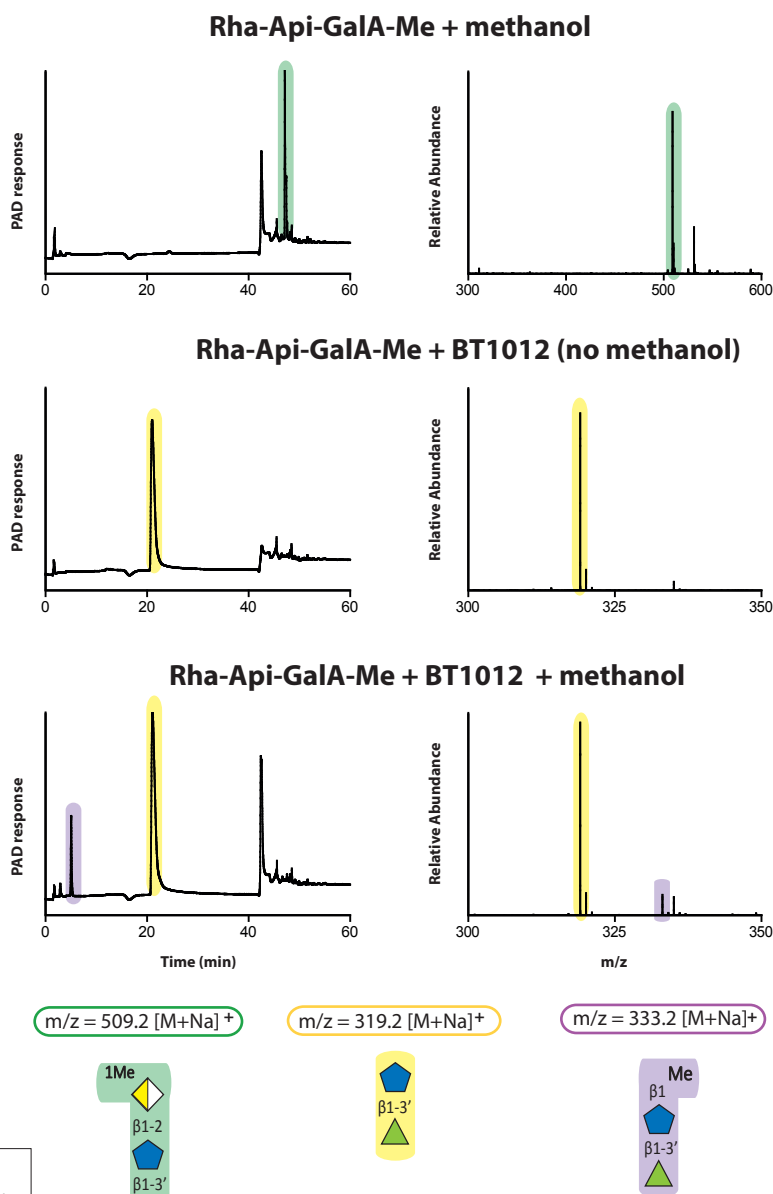 Rha-Api-GalA-Me + methanol
PAD response
Relative Abundance
0 20 40 60
300 400 500 600
Rha-Api-GalA-Me + BT1012 (no methanol)
PAD response
Relative Abundance
0 20 40 60
300 325 350
Rha-Api-GalA-Me + BT1012 + methanol
PAD response
Relative Abundance
0 20 40 60
300 325 350
Time (min)
m/z
m/z = 509.2 [M+Na] +
m/z = 319.2 [M+Na]+
m/z = 333.2 [M+Na]+
1Me
β1-2
β1-3′
β1-3′
Me
β1
β1-3′